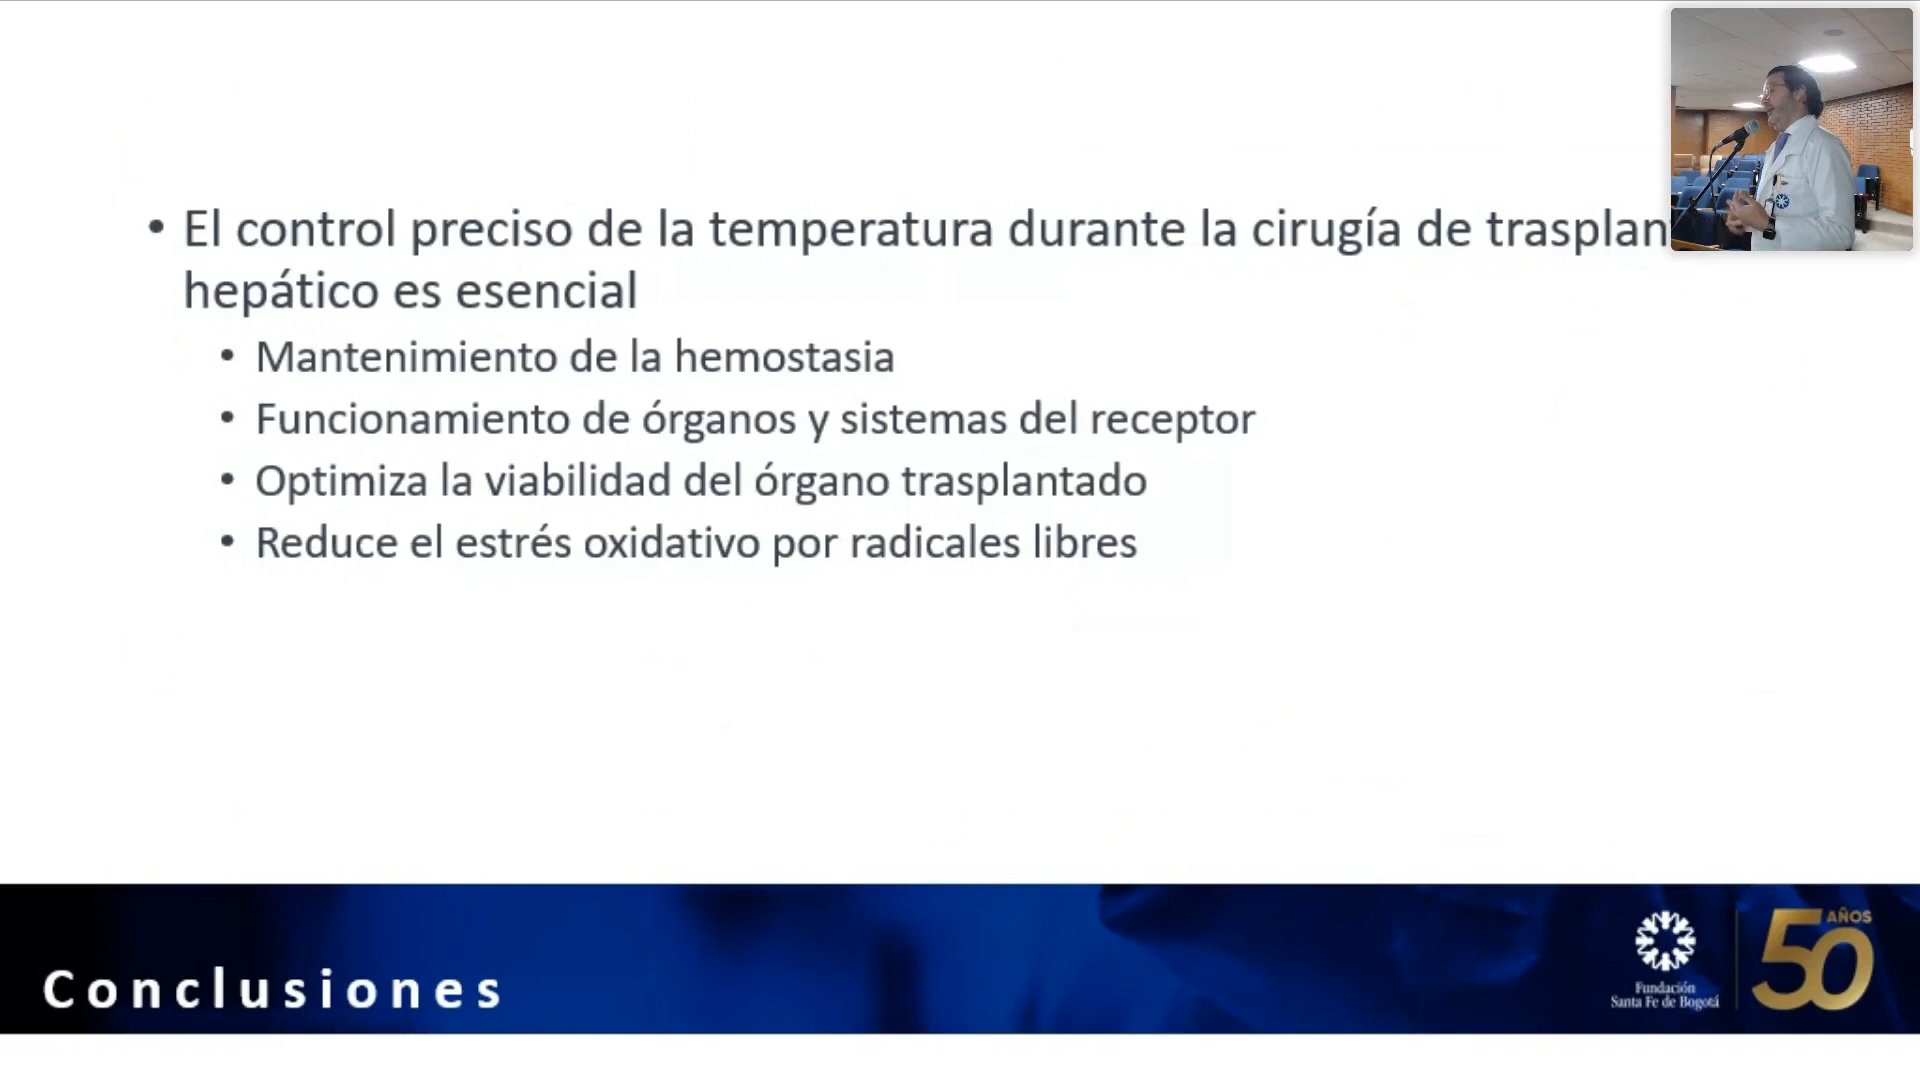 • El control preciso de la temperatura durante la cirugía de trasplan
hepático es esencial
• Mantenimiento de la hemostasia
• Funcionamiento de órganos y sistemas del receptor
• Optimiza la viabilidad del órgano trasplantado
• Reduce el estrés oxidativo por radicales libres
Conclusiones
Fundación
Santa Fe de Bogotá
50 AÑOS